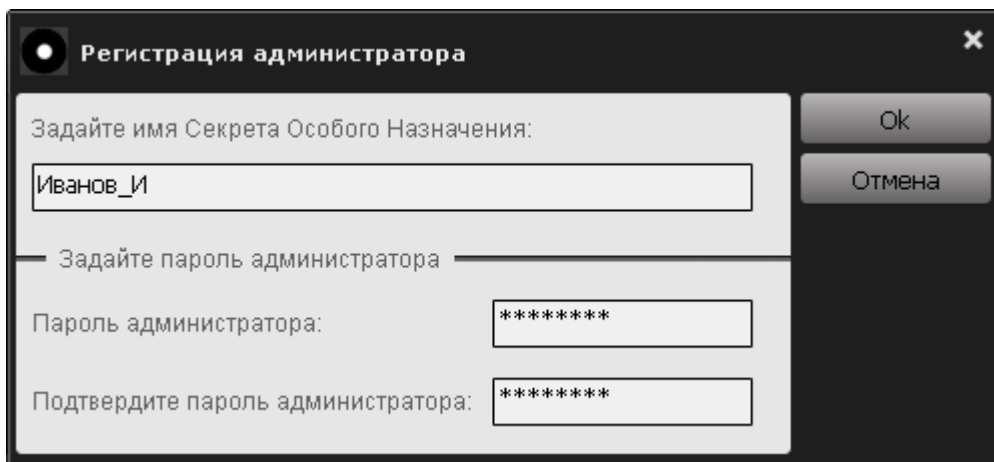 Регистрация администратора
Задайте имя Секрета Особого Назначения:
Ok
Иванов_И
Отмена
Задайте пароль администратора
Пароль администратора: ********
Подтвердите пароль администратора: ********